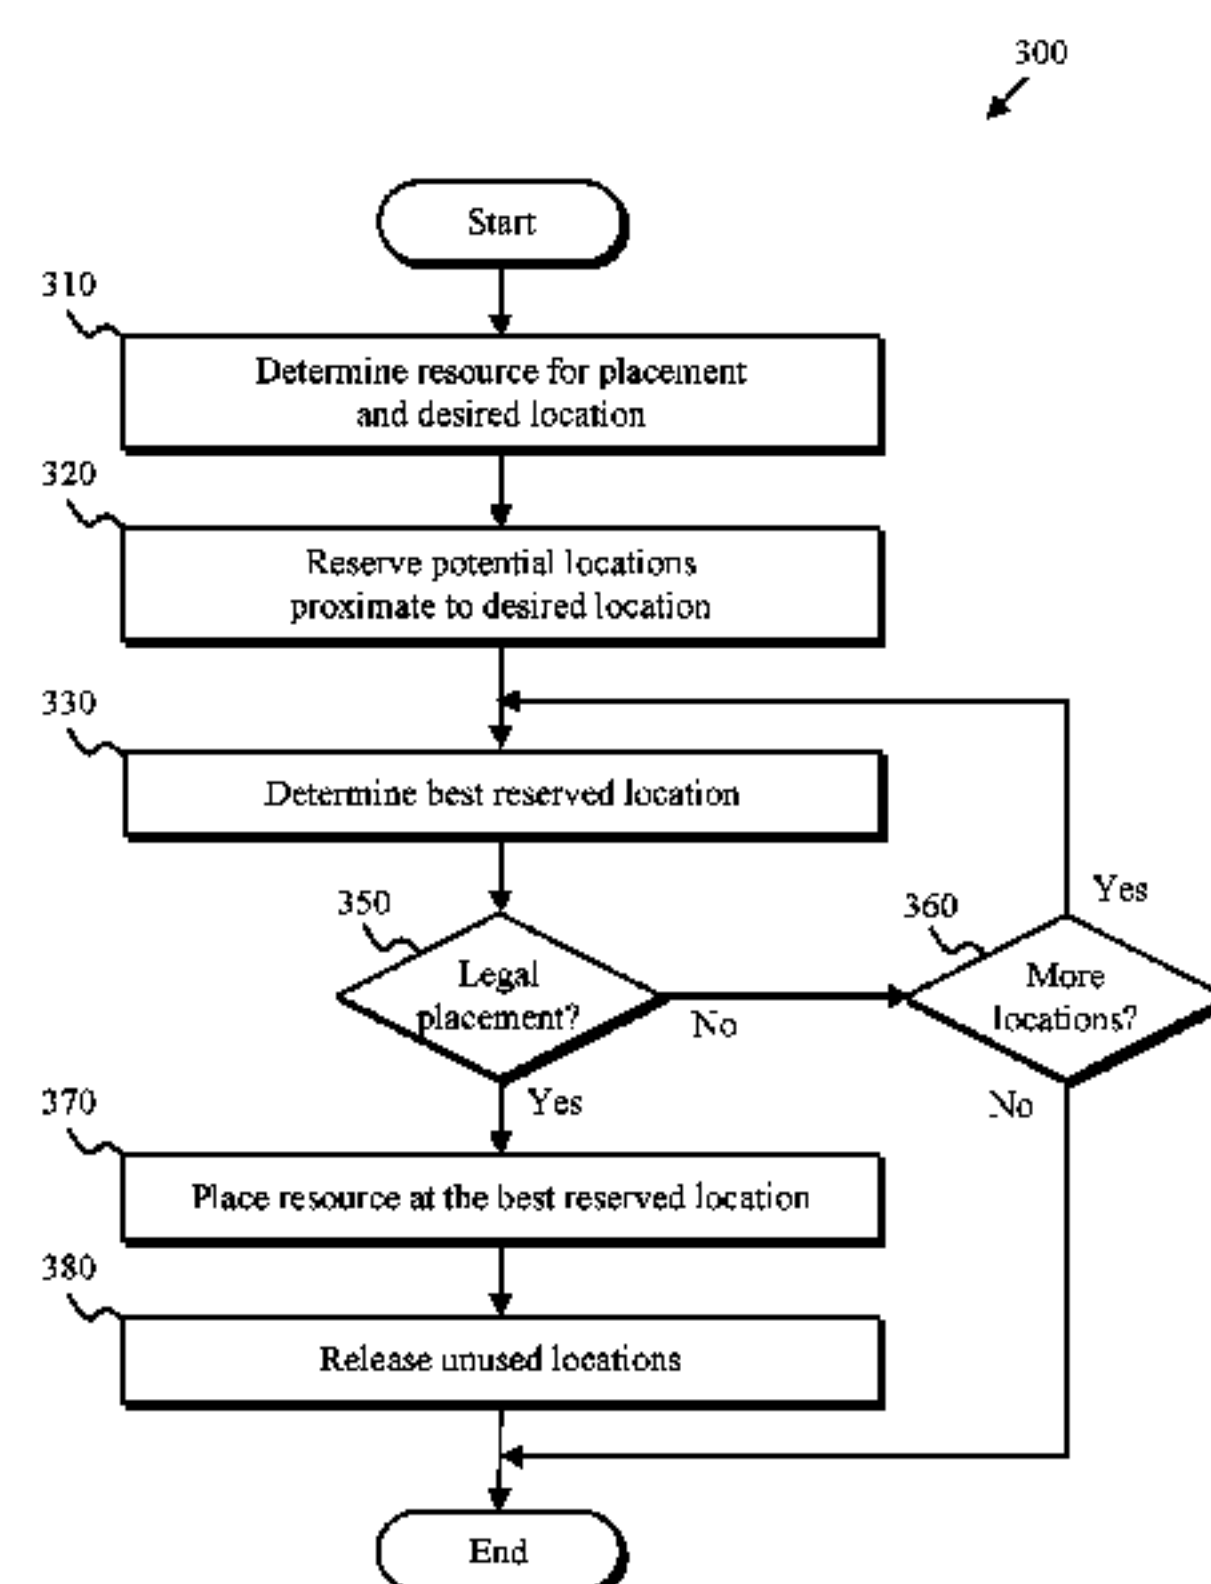 300
Start
310
Determine resource for placement
and desired location
320
Reserve potential locations
proximate to desired location
330
Determine best reserved location
350
Legal
placement?
No
360
More
locations?
Yes
No
Yes
370
Place resource at the best reserved location
380
Release unused locations
End